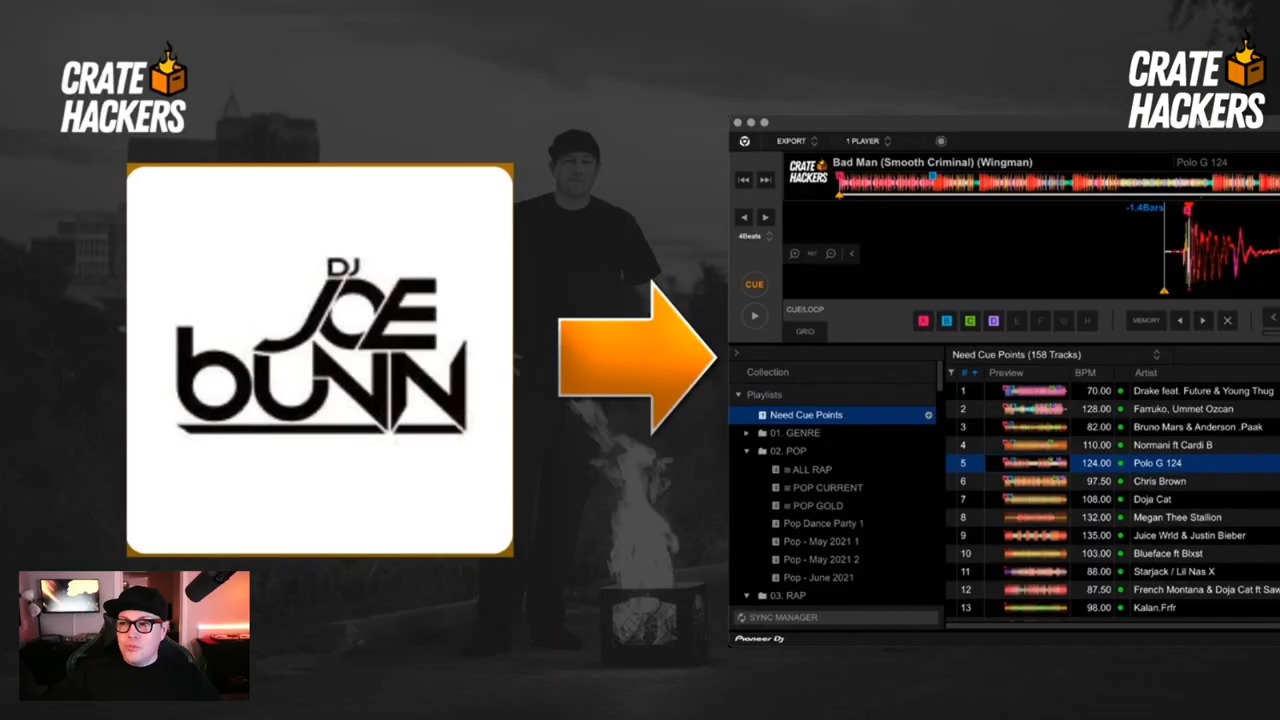 CRATE
HACKERS
CRATE
HACKERS
DJ
JOE
BUNN
EXPORT
1 PLAYER
CRATE
HACKERS
Bad Man (Smooth Criminal) (Wingman)
Polo G 124
-1.4Bars
4Beats
RST
CUE
CUE/LOOP
GRID
A B C D E F G H
MEMORY
Need Cue Points (158 Tracks)
Collection
Playlists
Need Cue Points
01. GENRE
02. POP
ALL RAP
POP CURRENT
POP GOLD
Pop Dance Party 1
Pop - May 2021 1
Pop - May 2021 2
Pop - June 2021
03. RAP
SYNC MANAGER
Pioneer Dj
# Preview BPM Artist
1 70.00 Drake feat. Future & Young Thug
2 128.00 Farruko, Ummet Ozcan
3 82.00 Bruno Mars & Anderson .Paak
4 110.00 Normani ft Cardi B
5 124.00 Polo G 124
6 97.50 Chris Brown
7 108.00 Doja Cat
8 132.00 Megan Thee Stallion
9 135.00 Juice Wrld & Justin Bieber
10 103.00 Blueface ft Blxst
11 88.00 Starjack / Lil Nas X
12 87.50 French Montana & Doja Cat ft Saw
13 98.00 Kalan.Frfr